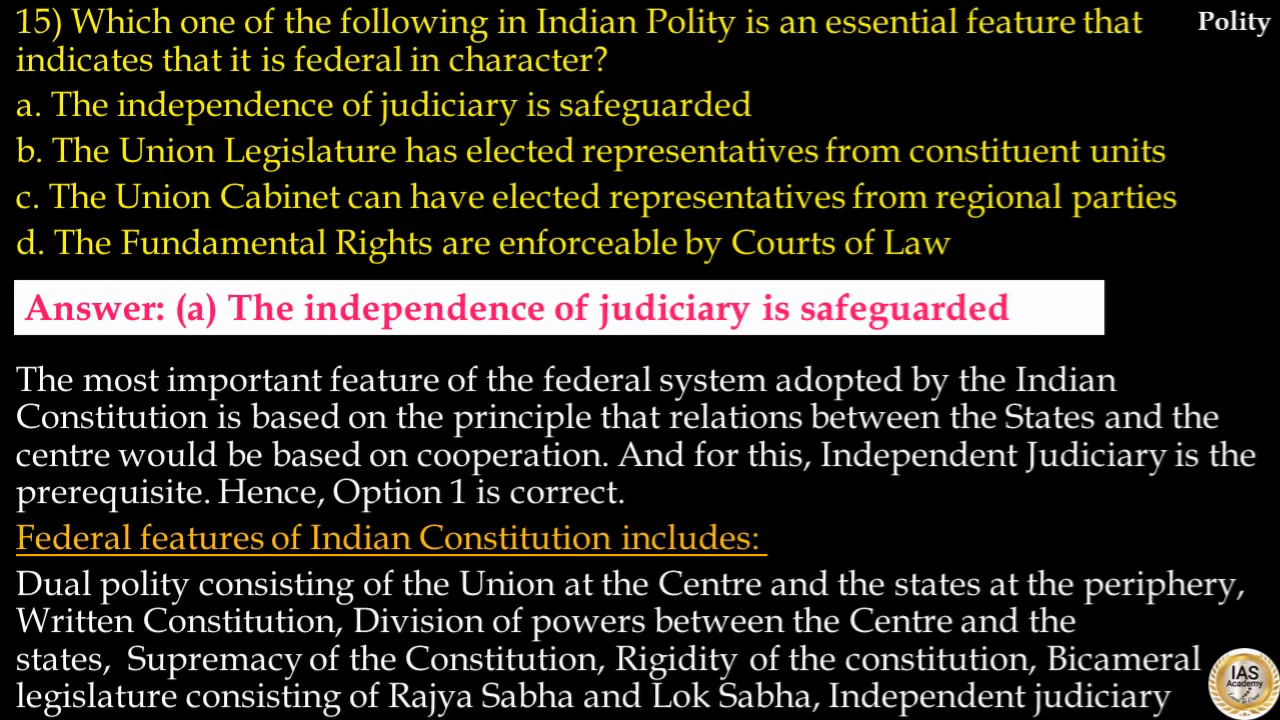 15) Which one of the following in Indian Polity is an essential feature that
Polity
indicates that it is federal in character?
a. The independence of judiciary is safeguarded
b. The Union Legislature has elected representatives from constituent units
c. The Union Cabinet can have elected representatives from regional parties
d. The Fundamental Rights are enforceable by Courts of Law
Answer: (a) The independence of judiciary is safeguarded
The most important feature of the federal system adopted by the Indian
Constitution is based on the principle that relations between the States and the
centre would be based on cooperation. And for this, Independent Judiciary is the
prerequisite. Hence, Option 1 is correct.
Federal features of Indian Constitution includes:
Dual polity consisting of the Union at the Centre and the states at the periphery,
Written Constitution, Division of powers between the Centre and the
states, Supremacy of the Constitution, Rigidity of the constitution, Bicameral
legislature consisting of Rajya Sabha and Lok Sabha, Independent judiciary
IAS
Academy